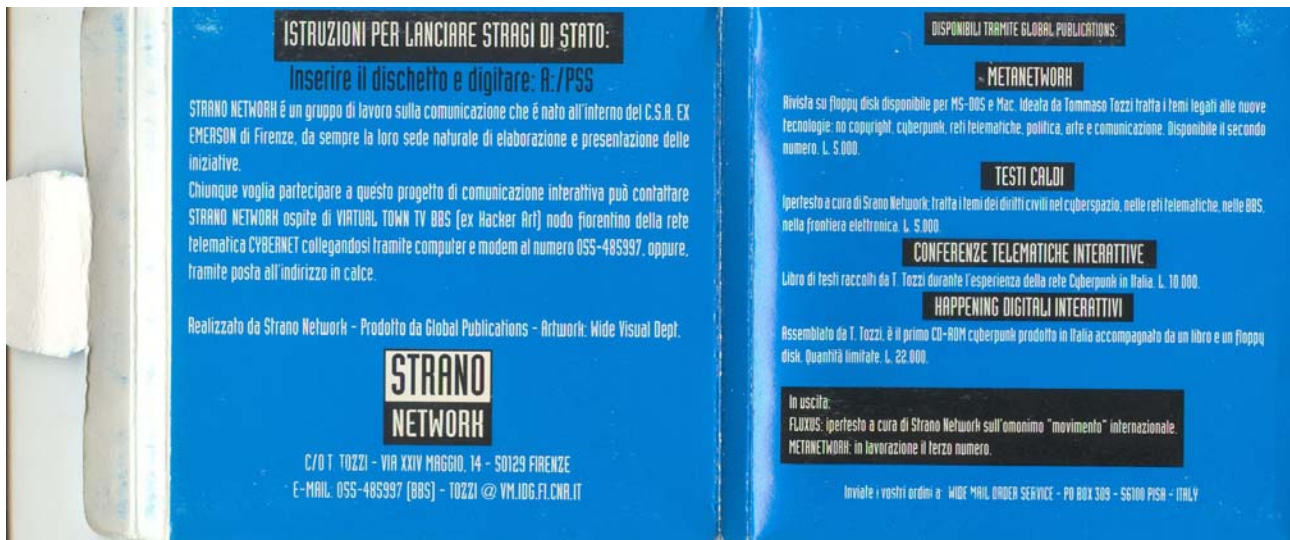 ISTRUZIONI PER LANCIARE STRAGI DI STATO:
Inserire il dischetto e digitare: A:/PSS
STRANO NETWORK é un gruppo di lavoro sulla comunicazione che é nato all'interno del C.S.A. EX
EMERSON di Firenze, da sempre la loro sede naturale di elaborazione e presentazione delle
iniziative.
Chiunque voglia partecipare a questo progetto di comunicazione interattiva può contattare
STRANO NETWORK ospite di VIRTUAL TOWN TV BBS (ex Hacker Art) nodo fiorentino della rete
telematica CYBERNET collegandosi tramite computer e modem al numero 055-485997, oppure,
tramite posta all'indirizzo in calce.
Realizzato da Strano Network - Prodotto da Global Publications - Artwork: Wide Visual Dept.
STRANO
NETWORK
C/O T. TOZZI - VIA XXIV MAGGIO, 14 - 50129 FIRENZE
E-MAIL: 055-485997 (BBS) - TOZZI @ VM.IDG.FI.CNR.IT
DISPONIBILI TRAMITE GLOBAL PUBLICATIONS:
METANETWORK
Rivista su floppy disk disponibile per MS-DOS e Mac. Ideata da Tommaso Tozzi tratta i temi legati alle nuove
tecnologie: no copyright, cyberpunk, reti telematiche, politica, arte e comunicazione. Disponibile il secondo
numero. L. 5.000.
TESTI CALDI
Ipertesto a cura di Srano Network: tratta i temi dei diritti civili nel cyberspazio, nelle reti telematiche, nelle BBS,
nella frontiera elettronica. L. 5.000.
CONFERENZE TELEMATICHE INTERATTIVE
Libro di testi raccolti da T. Tozzi durante l'esperienza della rete Cyberpunk in Italia. L. 10.000.
HAPPENING DIGITALI INTERATTIVI
Assemblato da T. Tozzi, è il primo CD-ROM cyberpunk prodotto in Italia accompagnato da un libro e un floppy
disk. Quantità limitate. L. 22.000.
In uscita:
FLUXUS: ipertesto a cura di Strano Network sull'omonimo "movimento" internazionale.
METANETWORK: in lavorazione il terzo numero.
Inviate i vostri ordini a: WIDE MAIL ORDER SERVICE - PO BOX 309 - 56100 PISA - ITALY